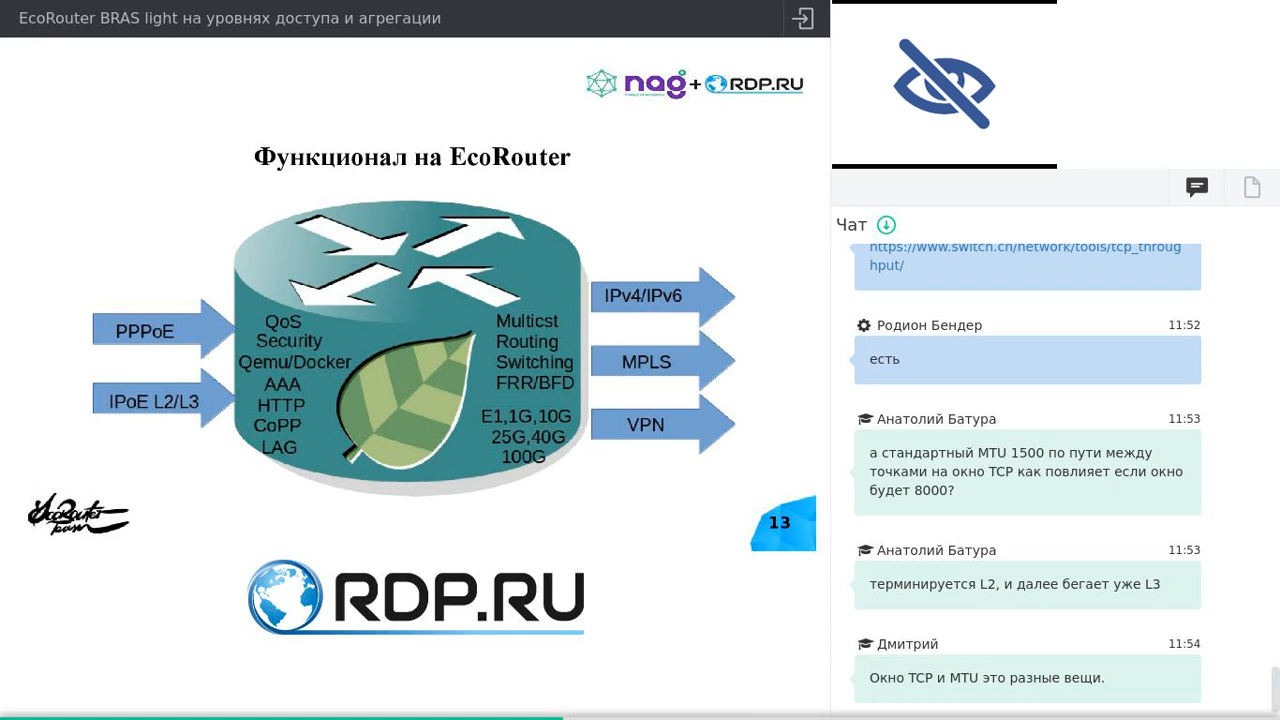 EcoRouter BRAS light на уровнях доступа и агрегации
nag
+
RDP.RU
Функционал на EcoRouter
PPPoE
IPoE L2/L3
QoS
Security
Qemu/Docker
AAA
HTTP
CoPP
LAG
Multicst
Routing
Switching
FRR/BFD
E1,1G,10G
25G,40G
100G
IPv4/IPv6
MPLS
VPN
EcoRouter
Team
13
RDP.RU
Чат
https://www.switch.ch/network/tools/tcp_throug
hput/
Родион Бендер 11:52
есть
Анатолий Батура 11:53
а стандартный MTU 1500 по пути между
точками на окно TCP как повлияет если окно
будет 8000?
Анатолий Батура 11:53
терминируется L2, и далее бегает уже L3
Дмитрий 11:54
Окно TCP и MTU это разные вещи.